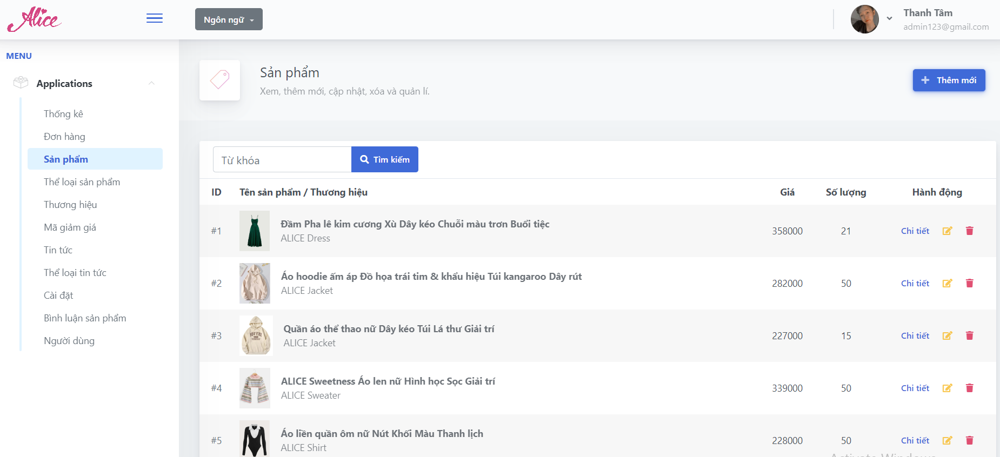 Alice
Ngôn ngữ
Thanh Tâm
admin123@gmail.com
MENU
Applications
Thống kê
Đơn hàng
Sản phẩm
Thể loại sản phẩm
Thương hiệu
Mã giảm giá
Tin tức
Thể loại tin tức
Cài đặt
Bình luận sản phẩm
Người dùng
Sản phẩm
Xem, thêm mới, cập nhật, xóa và quản lí.
Thêm mới
Từ khóa
Tìm kiếm
ID Tên sản phẩm / Thương hiệu Giá Số lượng Hành động
#1 Đầm Pha lê kim cương Xù Dây kéo Chuỗi màu trơn Buổi tiệc 358000 21 Chi tiết
ALICE Dress
#2 Áo hoodie ấm áp Đồ họa trái tim & khẩu hiệu Túi kangaroo Dây rút 282000 50 Chi tiết
ALICE Jacket
NEW YORK
#3 Quần áo thể thao nữ Dây kéo Túi Lá thư Giải trí 227000 15 Chi tiết
ALICE Jacket
#4 ALICE Sweetness Áo len nữ Hình học Sọc Giải trí 339000 50 Chi tiết
ALICE Sweater
#5 Áo liền quần ôm nữ Nút Khối Màu Thanh lịch 228000 50 Chi tiết
ALICE Shirt
Activate Windows